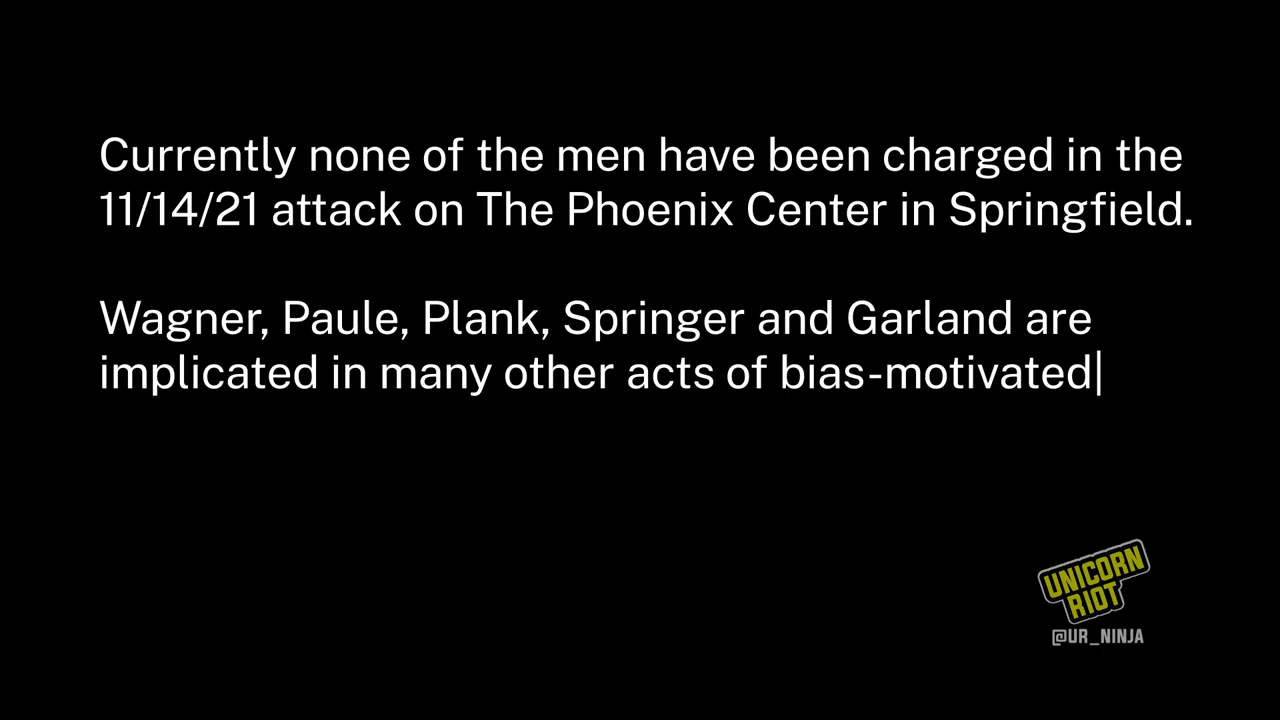 Currently none of the men have been charged in the
11/14/21 attack on The Phoenix Center in Springfield.
Wagner, Paule, Plank, Springer and Garland are
implicated in many other acts of bias-motivated
UNICORN
RIOT
@UR_NINJA